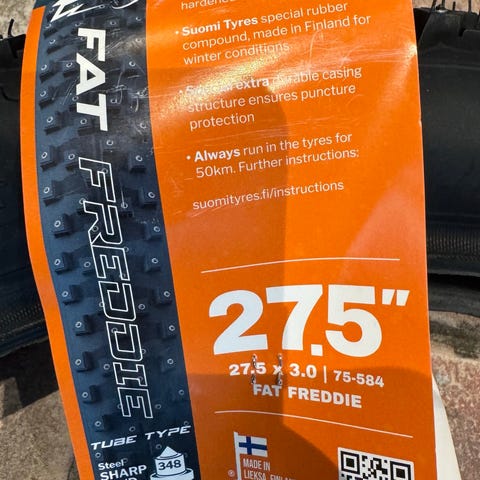 hardened
• Suomi Tyres special rubber
compound, made in Finland for
winter conditions
extra durable casing
structure ensures puncture
protection
• Always run in the tyres for
50km. Further instructions:
suomityres.fi/instructions
27.5"
27.5 x 3.0 | 75-584
FAT FREDDIE
MADE IN
LIEKSA, FINLAND
®
FAT FREDDIE
TUBE TYPE
Steel
SHARP
348